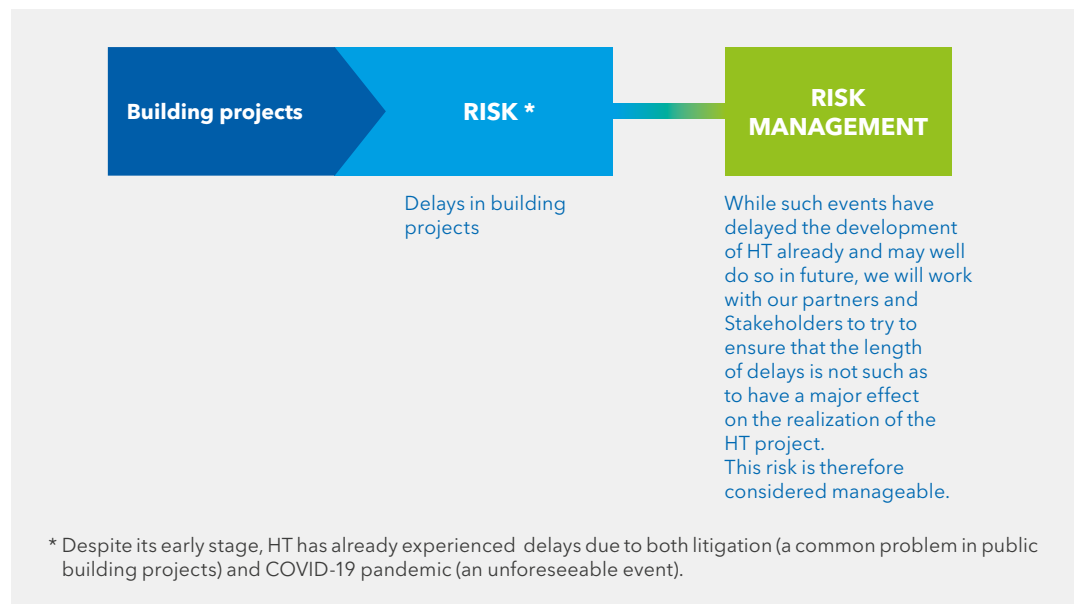 Building projects
RISK *
RISK
MANAGEMENT
Delays in building
projects
While such events have
delayed the development
of HT already and may well
do so in future, we will work
with our partners and
Stakeholders to try to
ensure that the length
of delays is not such as
to have a major effect
on the realization of the
HT project.
This risk is therefore
considered manageable.
* Despite its early stage, HT has already experienced delays due to both litigation (a common problem in public
building projects) and COVID-19 pandemic (an unforeseeable event).